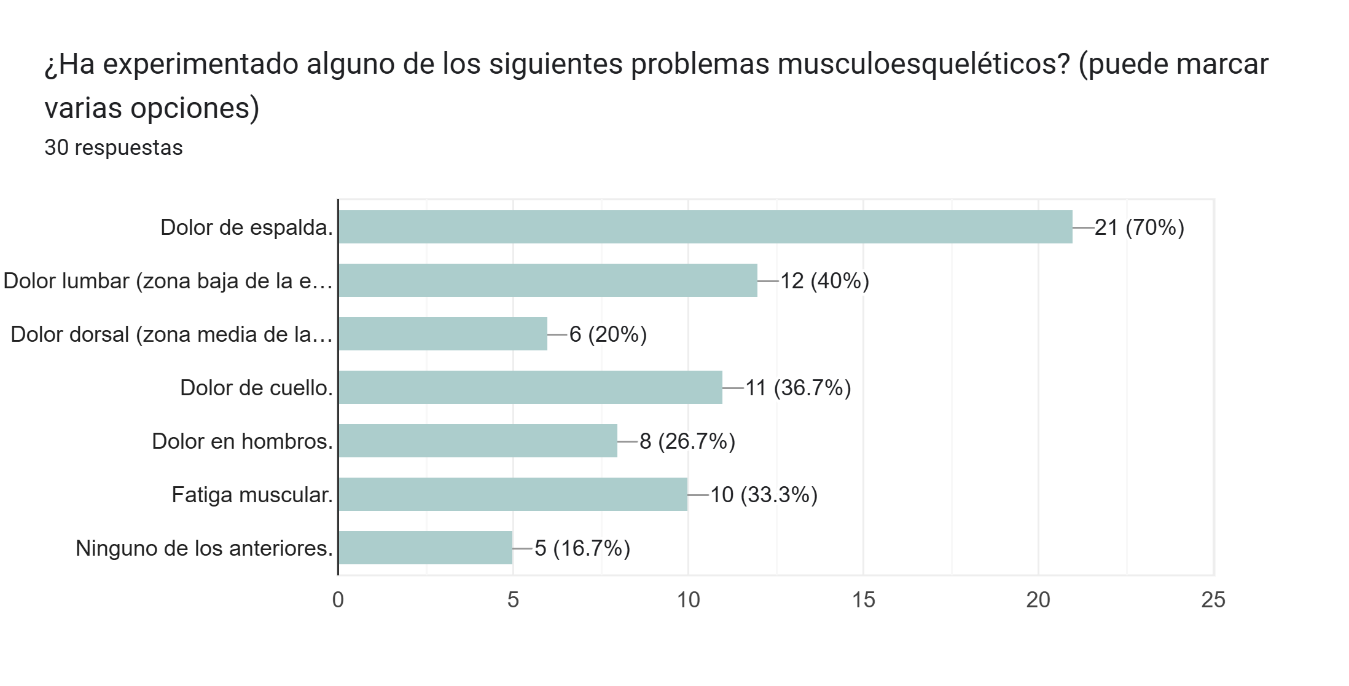 ¿Ha experimentado alguno de los siguientes problemas musculoesqueléticos? (puede marcar
varias opciones)
30 respuestas
Dolor de espalda.
21 (70%)
Dolor lumbar (zona baja de la e…
12 (40%)
Dolor dorsal (zona media de la…
6 (20%)
Dolor de cuello.
11 (36.7%)
Dolor en hombros.
8 (26.7%)
Fatiga muscular.
10 (33.3%)
Ninguno de los anteriores.
5 (16.7%)
0 5 10 15 20 25